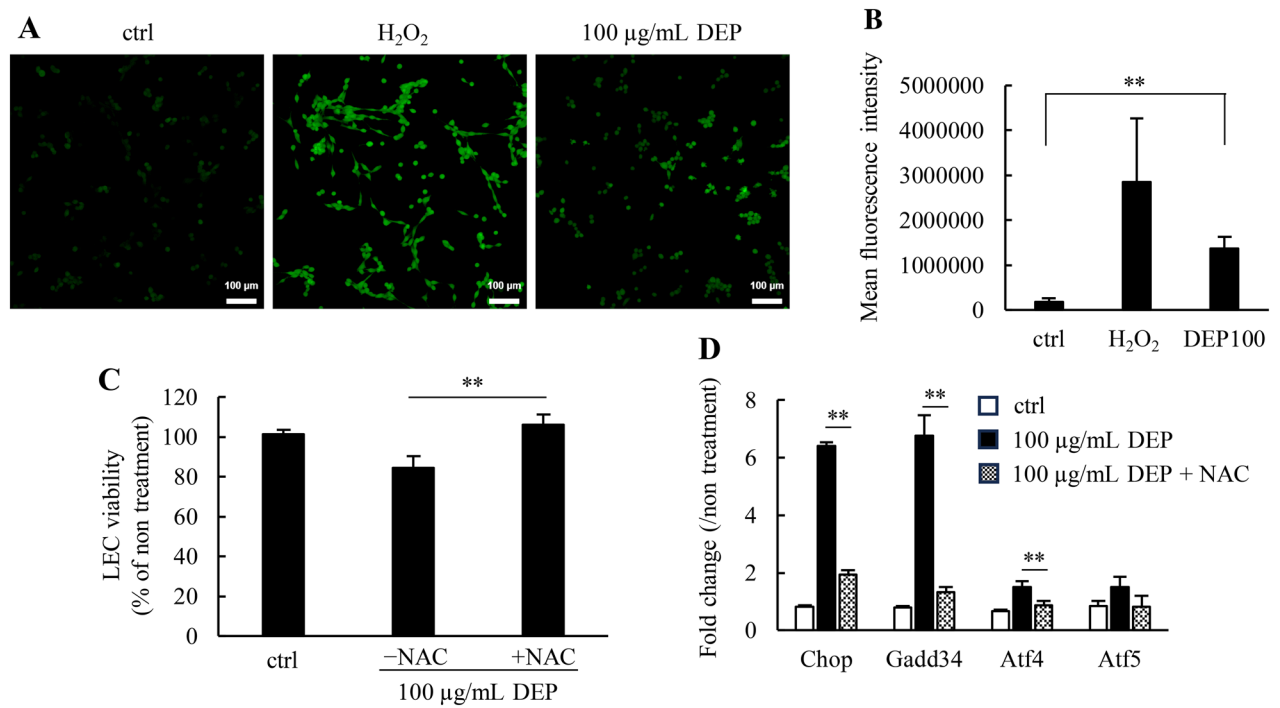 A
ctrl
H₂O₂
100 µg/mL DEP
100 µm
100 µm
100 µm
B
Mean fluorescence intensity
5000000
4000000
3000000
2000000
1000000
0
**
ctrl
H₂O₂
DEP100
C
LEC viability
(% of non treatment)
120
100
80
60
40
20
0
**
ctrl
−NAC
+NAC
100 µg/mL DEP
D
Fold change (/non treatment)
8
6
4
2
0
**
**
**
ctrl
100 µg/mL DEP
100 µg/mL DEP + NAC
Chop
Gadd34
Atf4
Atf5